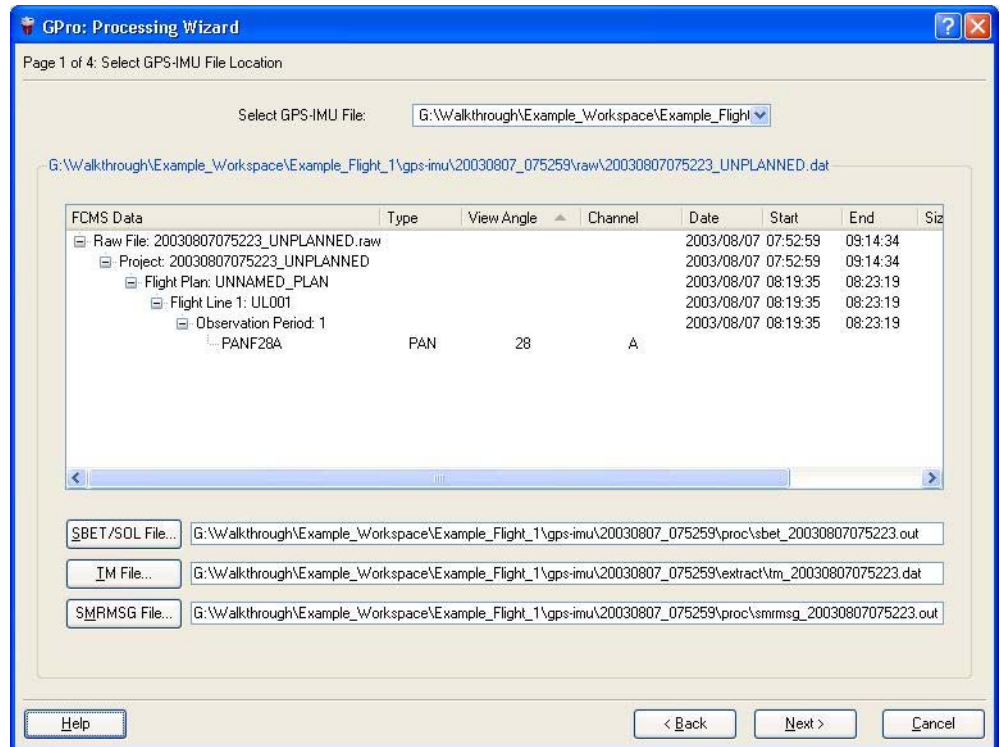 GPro: Processing Wizard
Page 1 of 4: Select GPS-IMU File Location
Select GPS-IMU File: G:\Walkthrough\Example_Workspace\Example_Flight
G:\Walkthrough\Example_Workspace\Example_Flight_1\gps-imu\20030807_075259\raw\20030807075223_UNPLANNED.dat
FCMS Data Type View Angle Channel Date Start End Siz
Raw File: 20030807075223_UNPLANNED.raw 2003/08/07 07:52:59 09:14:34
Project: 20030807075223_UNPLANNED 2003/08/07 07:52:59 09:14:34
Flight Plan: UNNAMED_PLAN 2003/08/07 08:19:35 08:23:19
Flight Line 1: UL001 2003/08/07 08:19:35 08:23:19
Observation Period: 1 2003/08/07 08:19:35 08:23:19
PANF28A PAN 28 A
SBET/SOL File... G:\Walkthrough\Example_Workspace\Example_Flight_1\gps-imu\20030807_075259\proc\sbet_20030807075223.out
TM File... G:\Walkthrough\Example_Workspace\Example_Flight_1\gps-imu\20030807_075259\extract\tm_20030807075223.dat
SMRMSG File... G:\Walkthrough\Example_Workspace\Example_Flight_1\gps-imu\20030807_075259\proc\smrmsg_20030807075223.out
Help < Back Next > Cancel